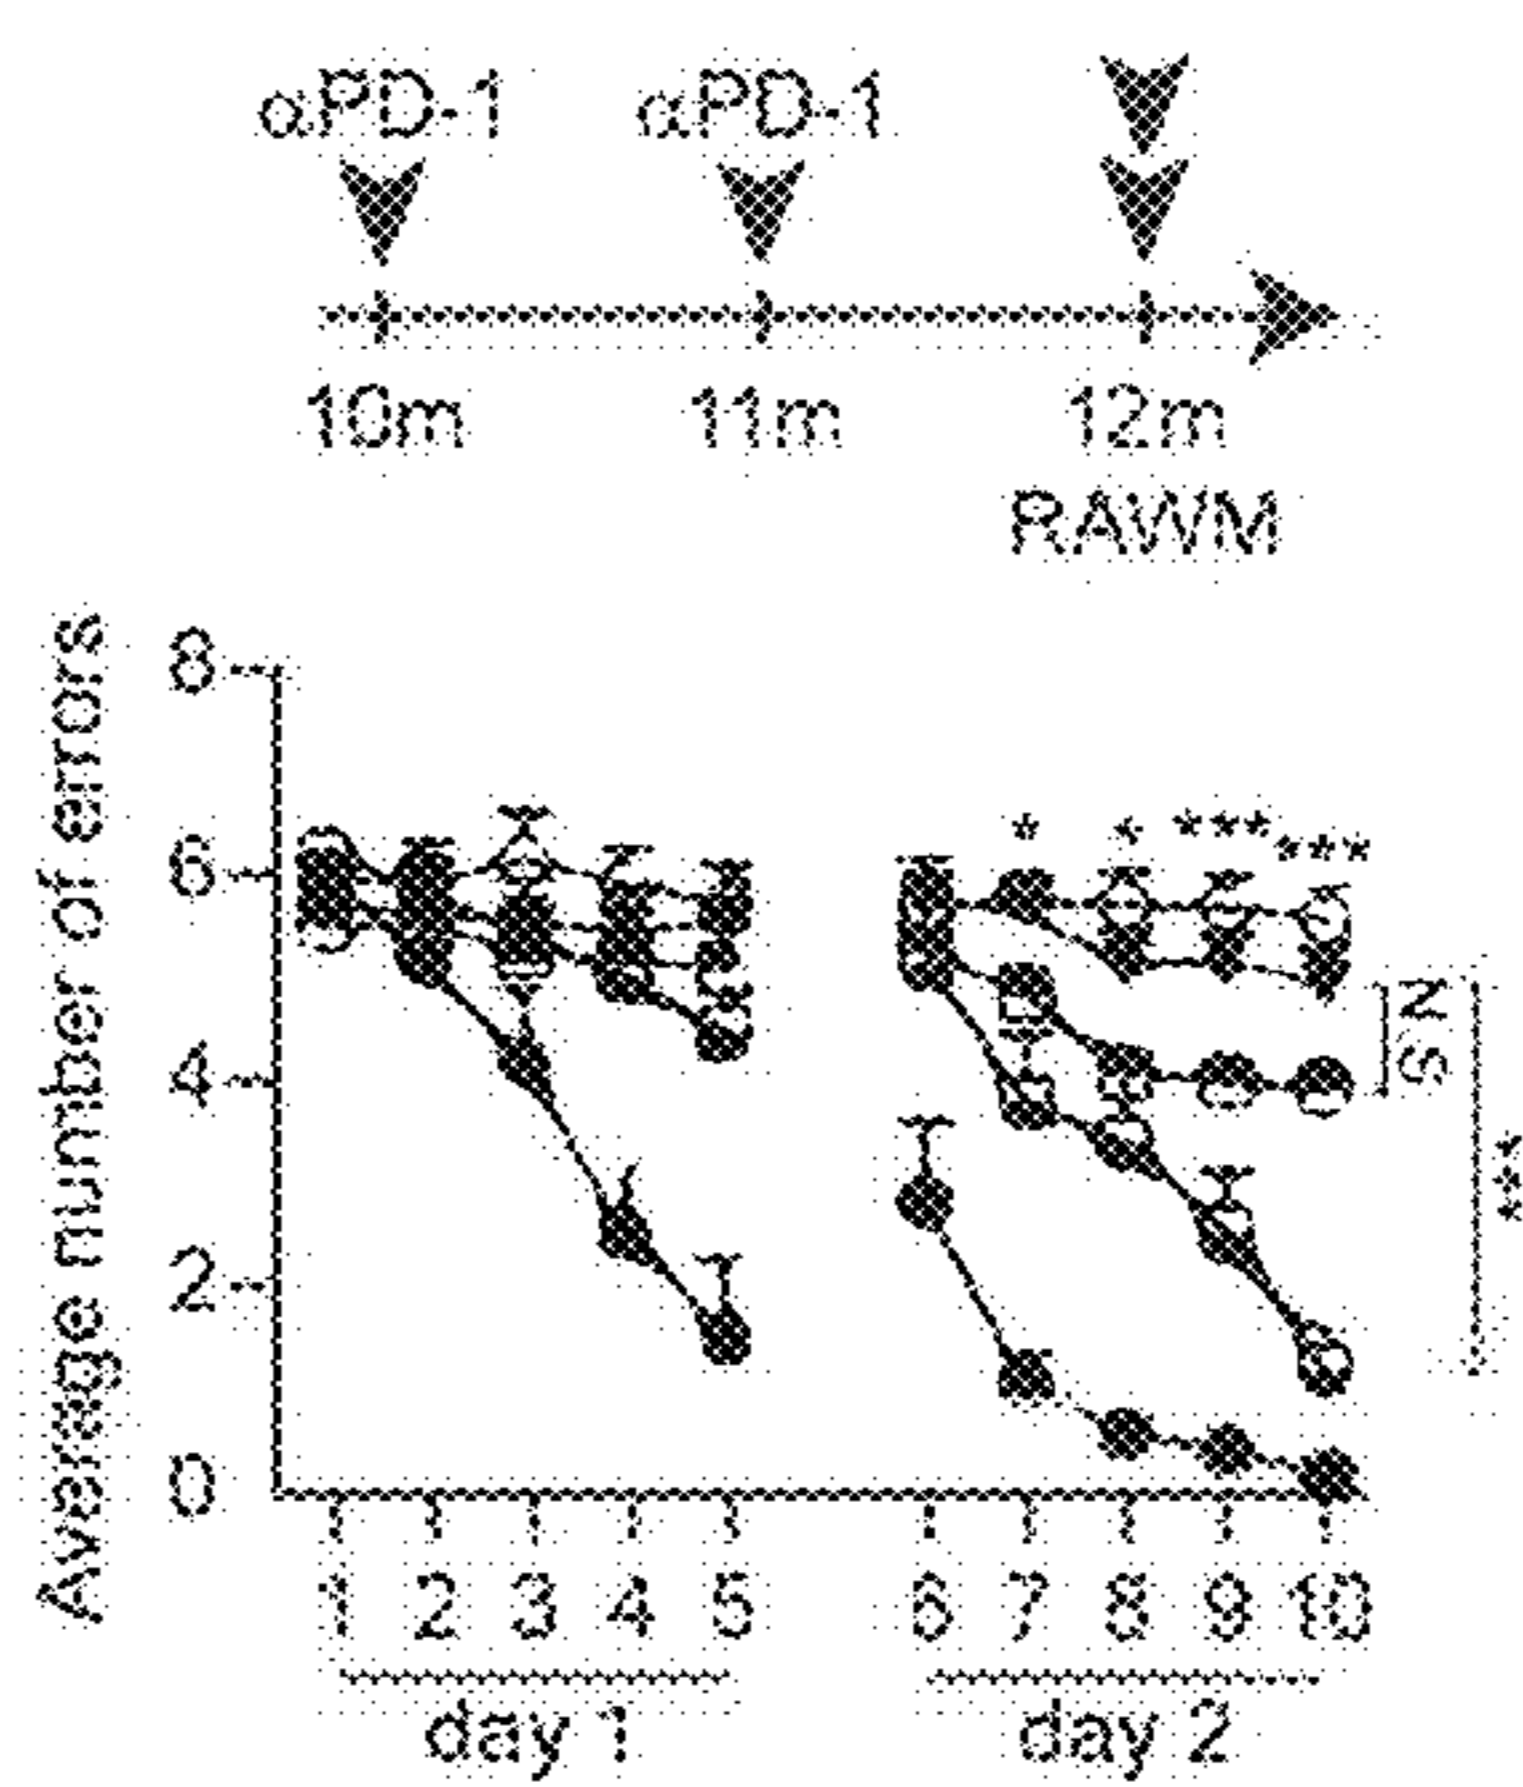 αPD-1 αPD-1
10m 11m 12m
RAWM
Average number of errors
8
6
4
2
0
* * *** ***
NS
***
1 2 3 4 5 6 7 8 9 10
day 1 day 2